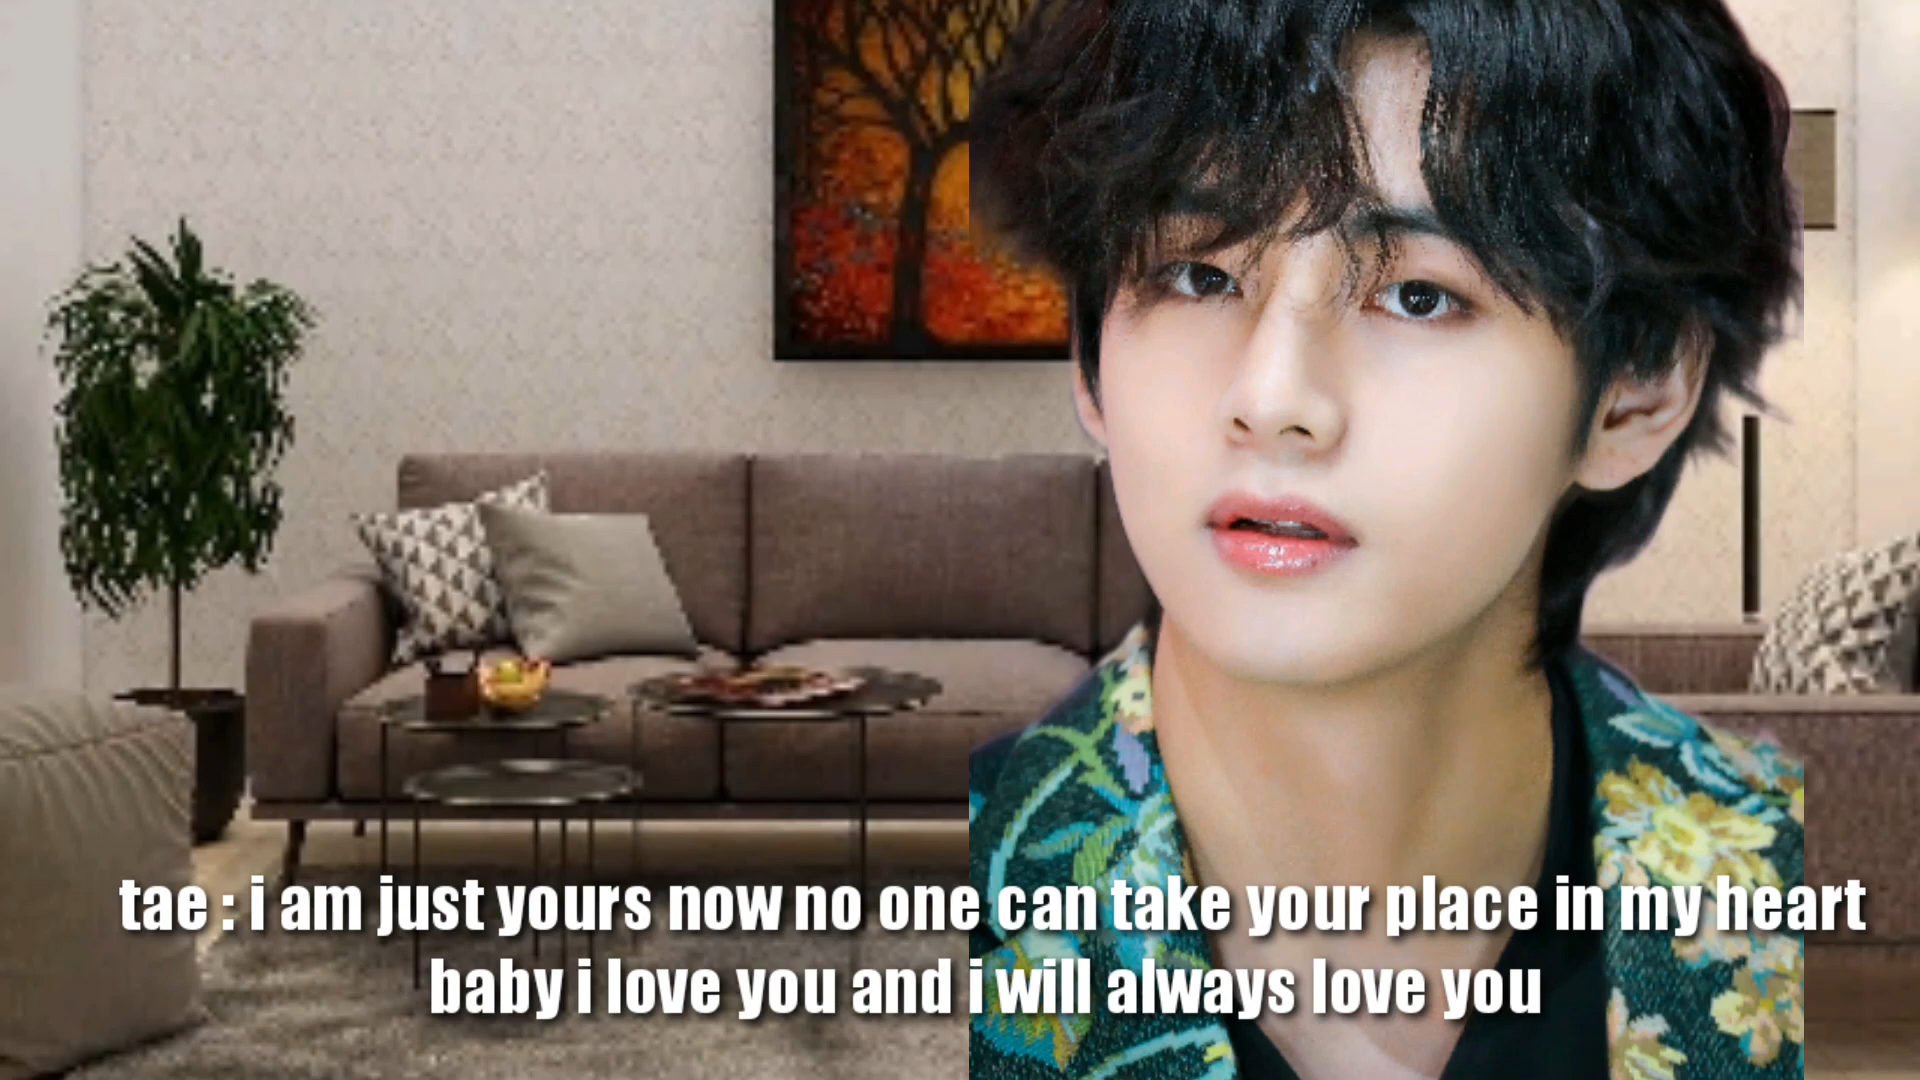 tae : i am just yours now no one can take your place in my heart
baby i love you and i will always love you